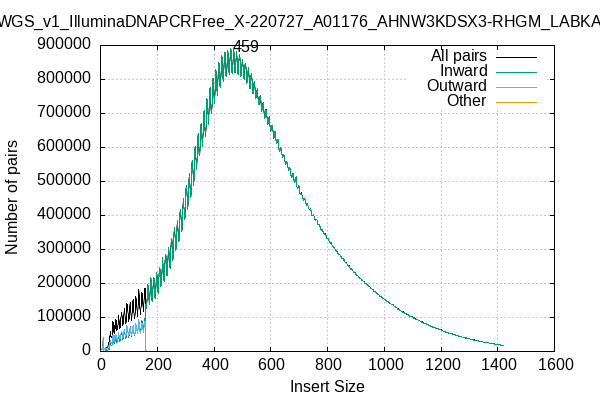 WGS_v1_IlluminaDNAPCRFree_X-220727_A01176_AHNW3KDSX3-RHGM_LABKA
900000
800000
700000
600000
500000
400000
300000
200000
100000
0
Number of pairs
459
All pairs
Inward
Outward
Other
0 200 400 600 800 1000 1200 1400 1600
Insert Size